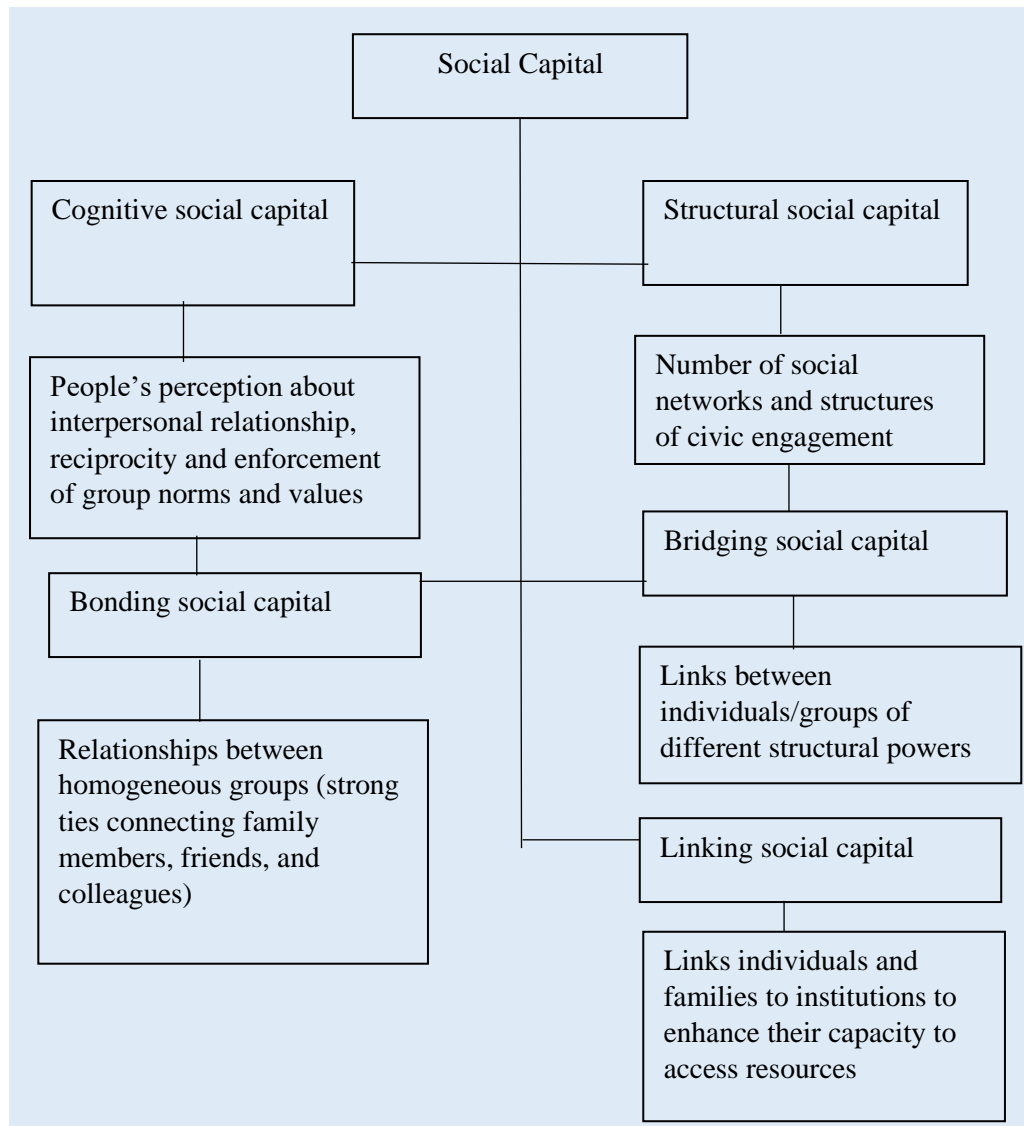 Social Capital
Cognitive social capital
Structural social capital
People’s perception about
interpersonal relationship,
reciprocity and enforcement
of group norms and values
Number of social
networks and structures
of civic engagement
Bonding social capital
Bridging social capital
Relationships between
homogeneous groups (strong
ties connecting family
members, friends, and
colleagues)
Links between
individuals/groups of
different structural powers
Linking social capital
Links individuals and
families to institutions to
enhance their capacity to
access resources